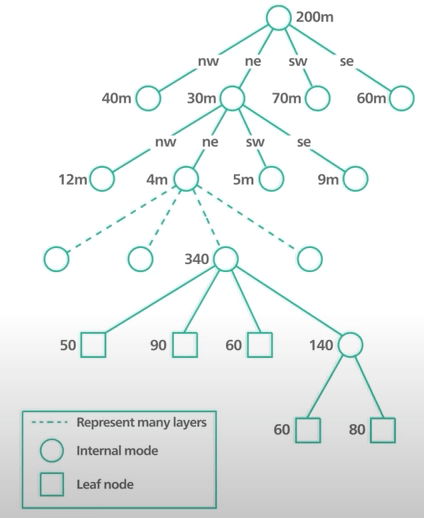 200m
nw ne sw se
40m 30m 70m 60m
nw ne sw se
12m 4m 5m 9m
340
50 90 60 140
60 80
Represent many layers
Internal mode
Leaf node